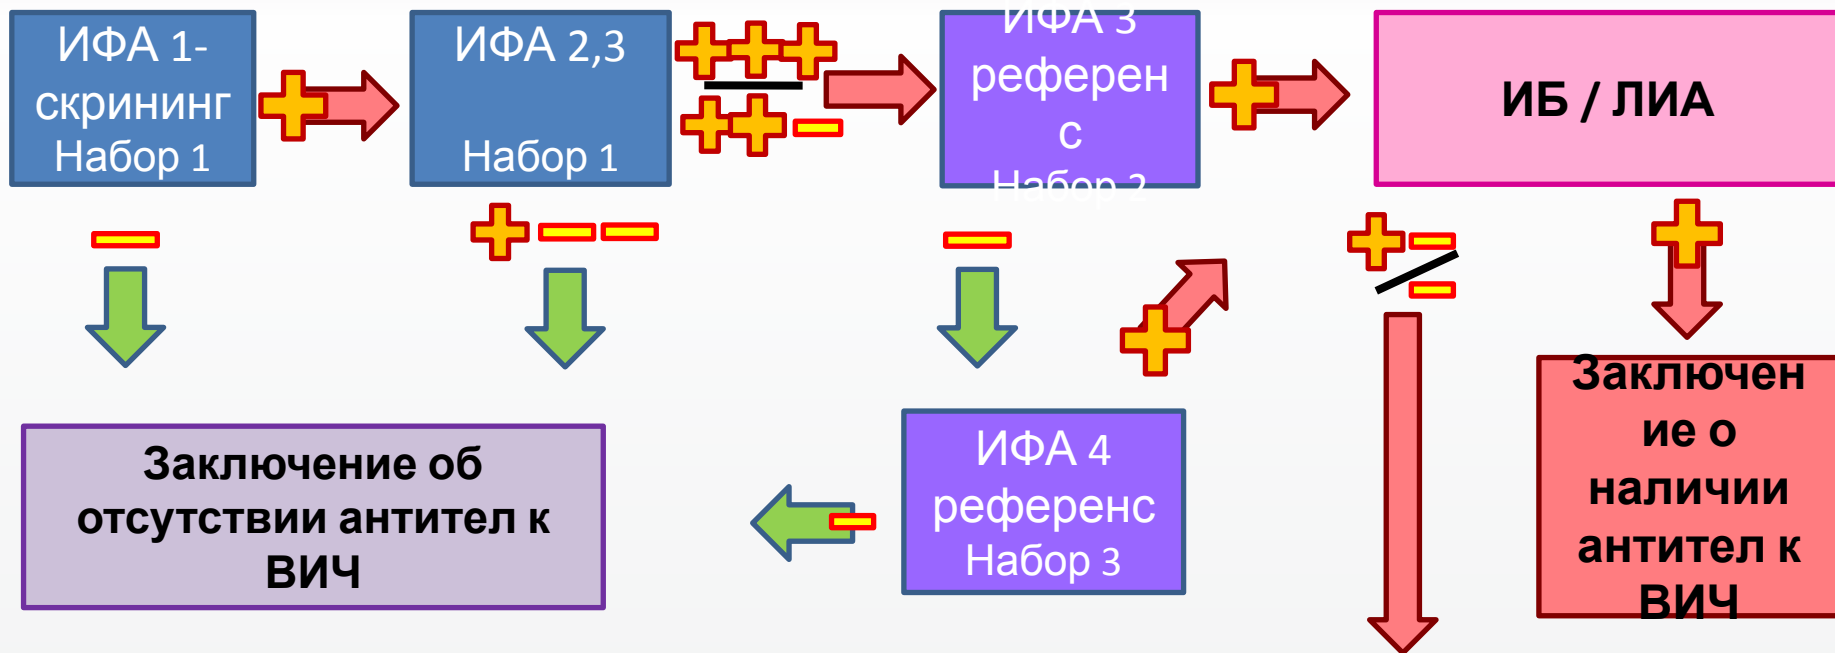 ИФА 1-
скрининг
Набор 1
ИФА 2,3
Набор 1
ИФА 3
референ
с
Набор 2
ИБ / ЛИА
Заключение об
отсутствии антител к
ВИЧ
ИФА 4
референс
Набор 3
Заключен
ие о
наличии
антител к
ВИЧ